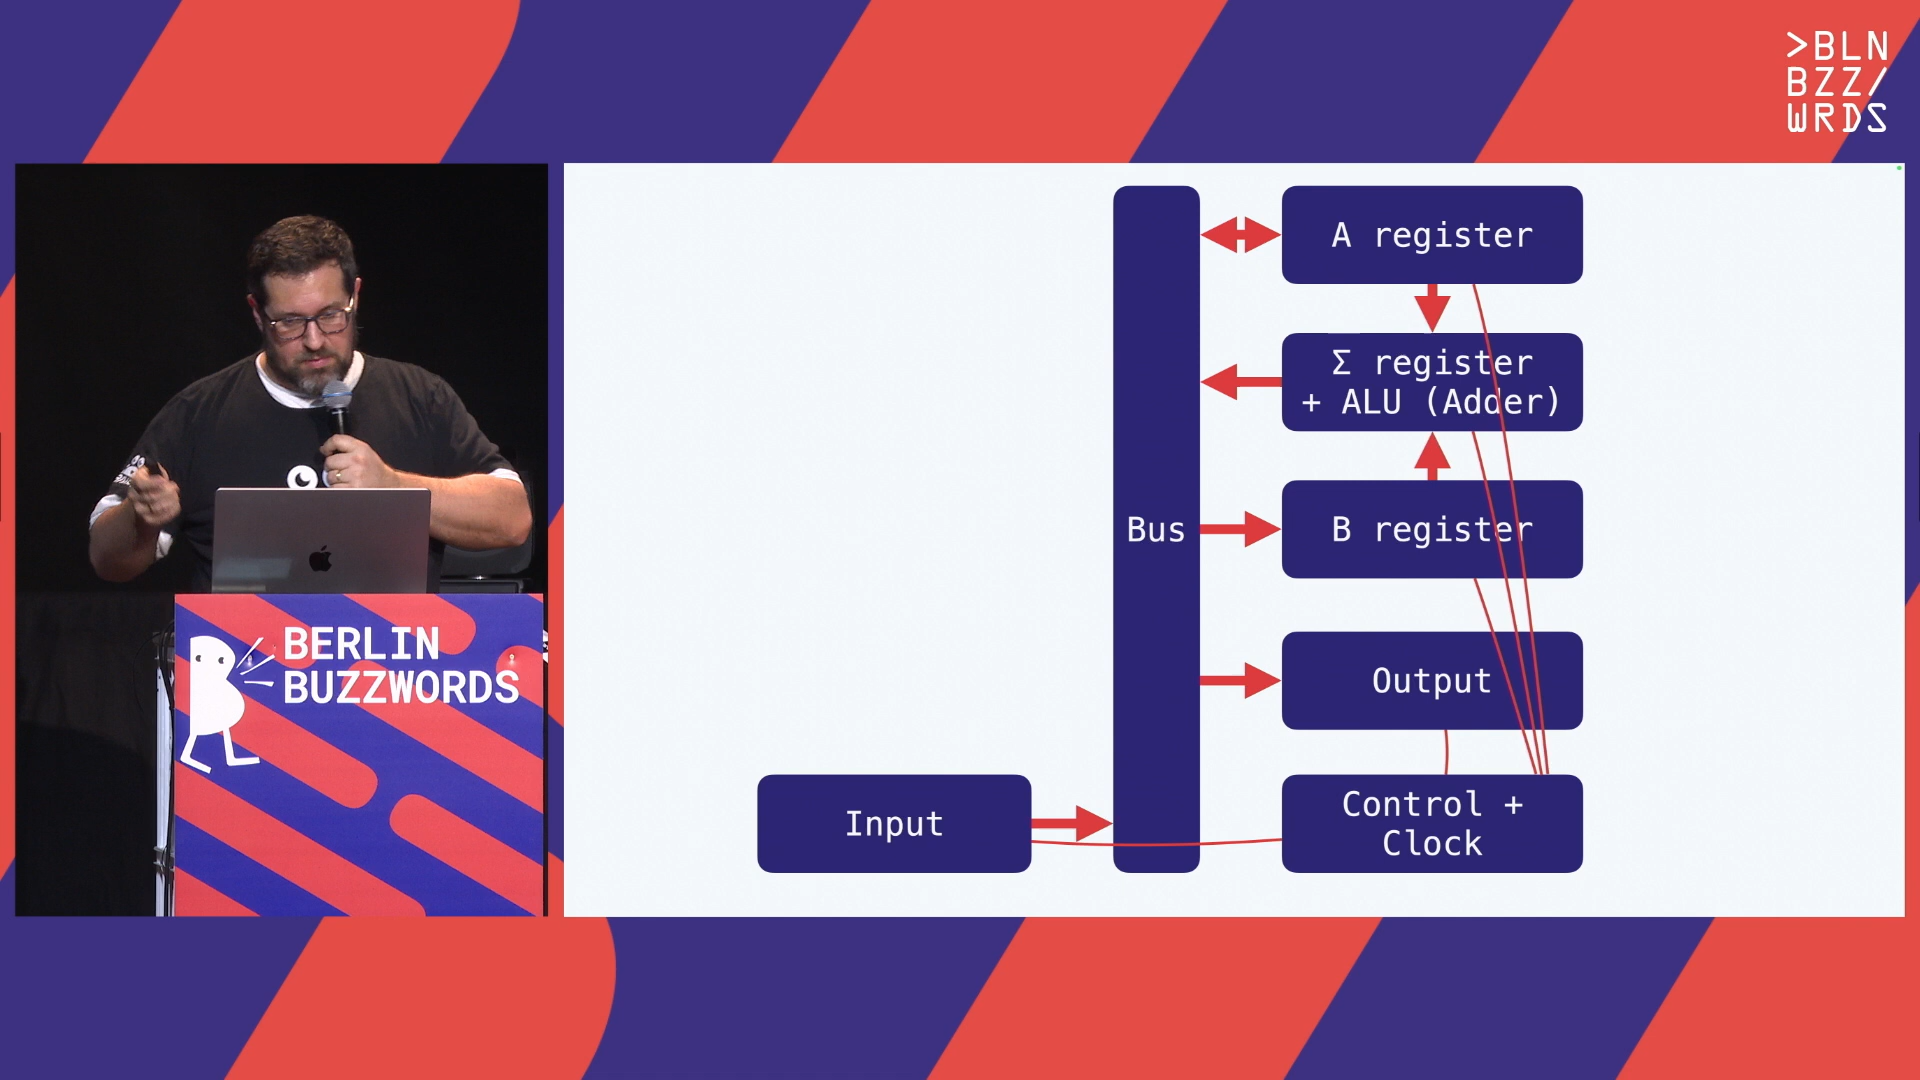 >BLN
BZZ/
WRDS
BERLIN
BUZZWORDS
A register
Σ register
+ ALU (Adder)
Bus
B register
Output
Input
Control +
Clock